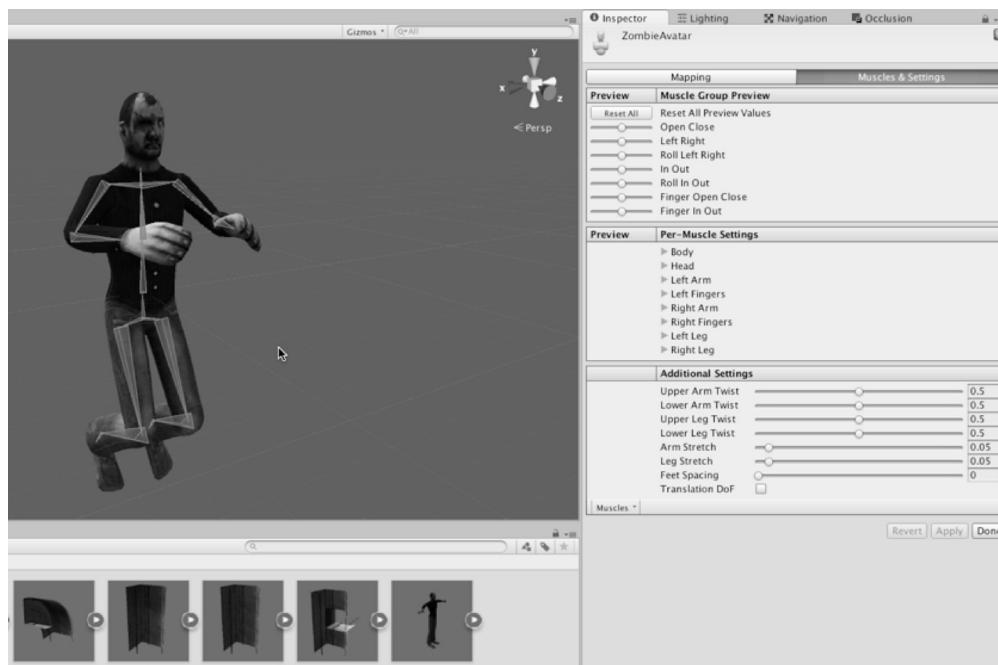 Inspector
Lighting
Navigation
Occlusion
Gizmos
All
ZombieAvatar
Mapping
Muscles & Settings
Preview
Muscle Group Preview
Reset All
Reset All Preview Values
Open Close
Left Right
Roll Left Right
In Out
Roll In Out
Finger Open Close
Finger In Out
y
x
z
Persp
Preview
Per-Muscle Settings
Body
Head
Left Arm
Left Fingers
Right Arm
Right Fingers
Left Leg
Right Leg
Additional Settings
Upper Arm Twist 0.5
Lower Arm Twist 0.5
Upper Leg Twist 0.5
Lower Leg Twist 0.5
Arm Stretch 0.05
Leg Stretch 0.05
Feet Spacing 0
Translation DoF
Muscles
Revert
Apply
Done